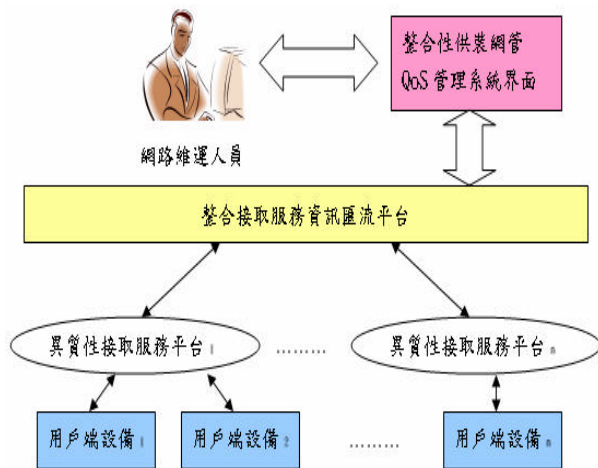 整合性供裝網管
QoS 管理系統界面
網路維運人員
整合接取服務資訊匯流平台
異質性接取服務平台 1
………
異質性接取服務平台 n
用戶端設備 1
用戶端設備 2
………
用戶端設備 n